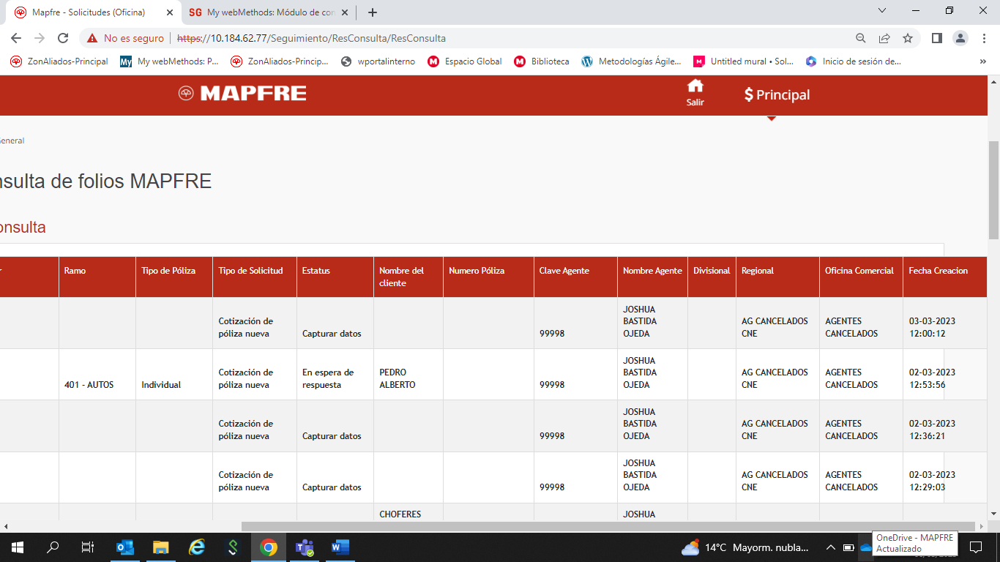 Mapfre - Solicitudes (Oficina)
SG My webMethods: Módulo de con
No es seguro
https://10.184.62.77/Seguimiento/ResConsulta/ResConsulta
ZonAliados-Principal
My My webMethods: P...
ZonAliados-Princip...
wportalinterno
Espacio Global
Biblioteca
Metodologías Ágile...
Untitled mural • Sol...
Inicio de sesión de...
»
MAPFRE
Salir
$ Principal
General
nsulta de folios MAPFRE
onsulta
r
Ramo
Tipo de Póliza
Tipo de Solicitud
Estatus
Nombre del
cliente
Numero Póliza
Clave Agente
Nombre Agente
Divisional
Regional
Oficina Comercial
Fecha Creacion
Cotización de
póliza nueva
Capturar datos
99998
JOSHUA
BASTIDA
OJEDA
AG CANCELADOS
CNE
AGENTES
CANCELADOS
03-03-2023
12:00:12
401 - AUTOS
Individual
Cotización de
póliza nueva
En espera de
respuesta
PEDRO
ALBERTO
99998
JOSHUA
BASTIDA
OJEDA
AG CANCELADOS
CNE
AGENTES
CANCELADOS
02-03-2023
12:53:56
Cotización de
póliza nueva
Capturar datos
99998
JOSHUA
BASTIDA
OJEDA
AG CANCELADOS
CNE
AGENTES
CANCELADOS
02-03-2023
12:36:21
Cotización de
póliza nueva
Capturar datos
99998
JOSHUA
BASTIDA
OJEDA
AG CANCELADOS
CNE
AGENTES
CANCELADOS
02-03-2023
12:29:03
CHOFERES
JOSHUA
14°C Mayorm. nubla...
OneDrive - MAPFRE
Actualizado